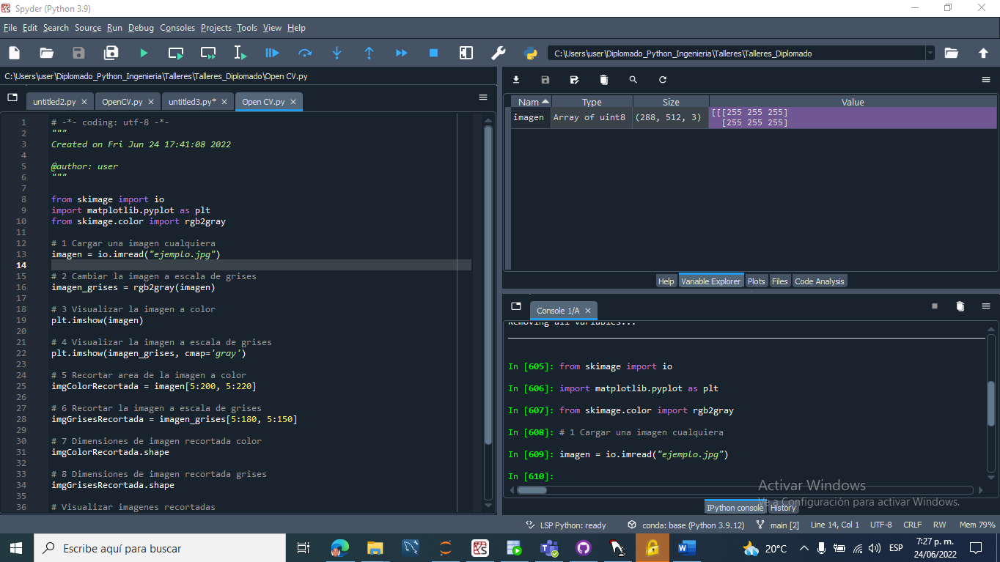 Spyder (Python 3.9)
File Edit Search Source Run Debug Consoles Projects Tools View Help
C:\Users\user\Diplomado_Python_Ingenieria\Talleres\Talleres_Diplomado
C:\Users\user\Diplomado_Python_Ingenieria\Talleres\Talleres_Diplomado\Open CV.py
untitled2.py OpenCV.py untitled3.py* Open CV.py
1 # -*- coding: utf-8 -*-
2 """
3 Created on Fri Jun 24 17:41:08 2022
4
5 @author: user
6 """
7
8 from skimage import io
9 import matplotlib.pyplot as plt
10 from skimage.color import rgb2gray
11
12 # 1 Cargar una imagen cualquiera
13 imagen = io.imread("ejemplo.jpg")
14
15 # 2 Cambiar la imagen a escala de grises
16 imagen_grises = rgb2gray(imagen)
17
18 # 3 Visualizar la imagen a color
19 plt.imshow(imagen)
20
21 # 4 Visualizar la imagen a escala de grises
22 plt.imshow(imagen_grises, cmap='gray')
23
24 # 5 Recortar area de la imagen a color
25 imgColorRecortada = imagen[5:200, 5:220]
26
27 # 6 Recortar la imagen a escala de grises
28 imgGrisesRecortada = imagen_grises[5:180, 5:150]
29
30 # 7 Dimensiones de imagen recortada color
31 imgColorRecortada.shape
32
33 # 8 Dimensiones de imagen recortada grises
34 imgGrisesRecortada.shape
35
36 # Visualizar imagenes recortadas
Nam Type Size Value
imagen Array of uint8 (288, 512, 3) [[[255 255 255]
[255 255 255]
Help Variable Explorer Plots Files Code Analysis
Console 1/A
Removing all variables...
In [605]: from skimage import io
In [606]: import matplotlib.pyplot as plt
In [607]: from skimage.color import rgb2gray
In [608]: # 1 Cargar una imagen cualquiera
In [609]: imagen = io.imread("ejemplo.jpg")
In [610]:
Activar Windows
Ve a Configuración para activar Windows.
IPython console History
LSP Python: ready conda: base (Python 3.9.12) main [2] Line 14, Col 1 UTF-8 CRLF RW Mem 79%
Escribe aquí para buscar
20°C ESP 7:27 p. m.
24/06/2022